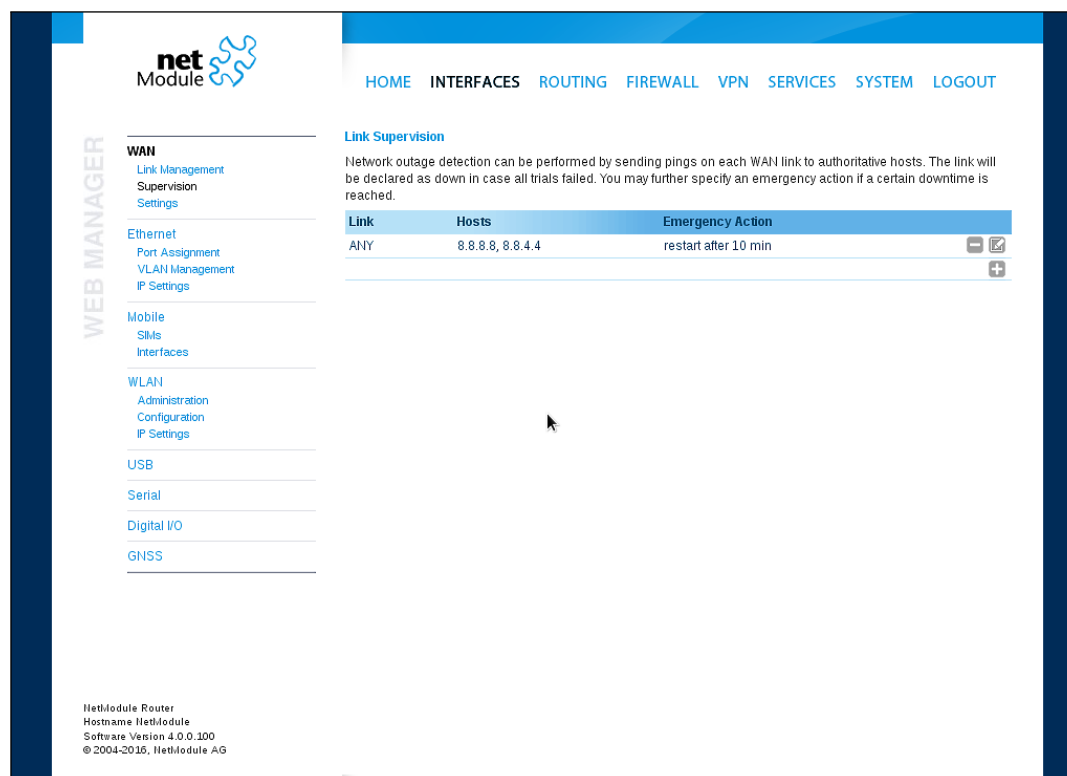 net
Module
HOME INTERFACES ROUTING FIREWALL VPN SERVICES SYSTEM LOGOUT
WEB MANAGER
WAN
Link Management
Supervision
Settings
Ethernet
Port Assignment
VLAN Management
IP Settings
Mobile
SIMs
Interfaces
WLAN
Administration
Configuration
IP Settings
USB
Serial
Digital I/O
GNSS
Link Supervision
Network outage detection can be performed by sending pings on each WAN link to authoritative hosts. The link will
be declared as down in case all trials failed. You may further specify an emergency action if a certain downtime is
reached.
Link Hosts Emergency Action
ANY 8.8.8.8, 8.8.4.4 restart after 10 min
NetModule Router
Hostname NetModule
Software Version 4.0.0.100
© 2004-2016, NetModule AG